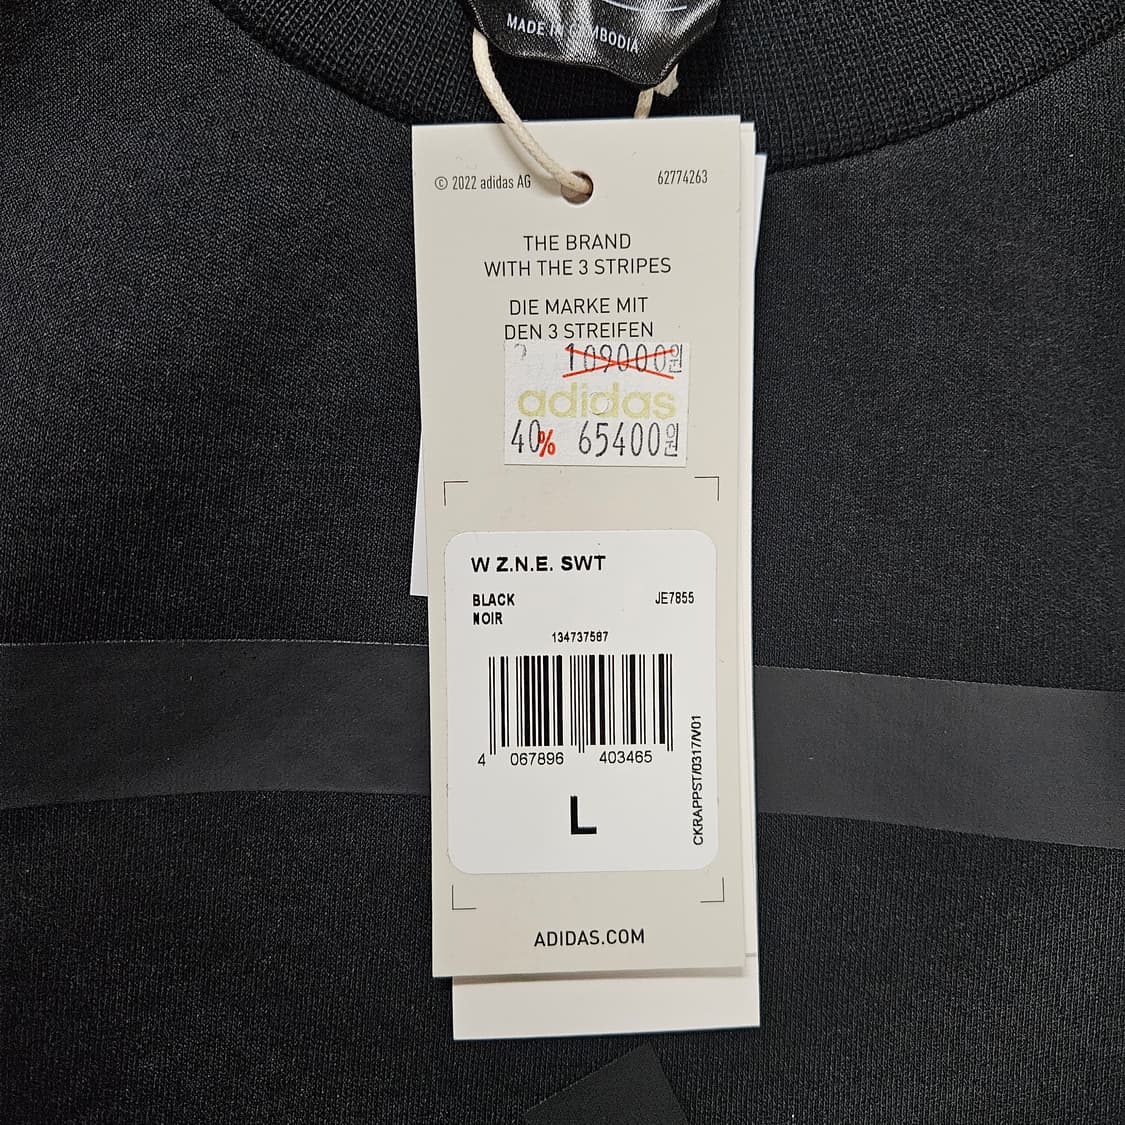 MADE IN CAMBODIA
© 2022 adidas AG
62774263
THE BRAND
WITH THE 3 STRIPES
DIE MARKE MIT
DEN 3 STREIFEN
109000원
adidas
40% 65400원
W Z.N.E. SWT
BLACK
JE7855
NOIR
134737587
4 067896 403465
CKRAPPST/0317/V01
L
ADIDAS.COM